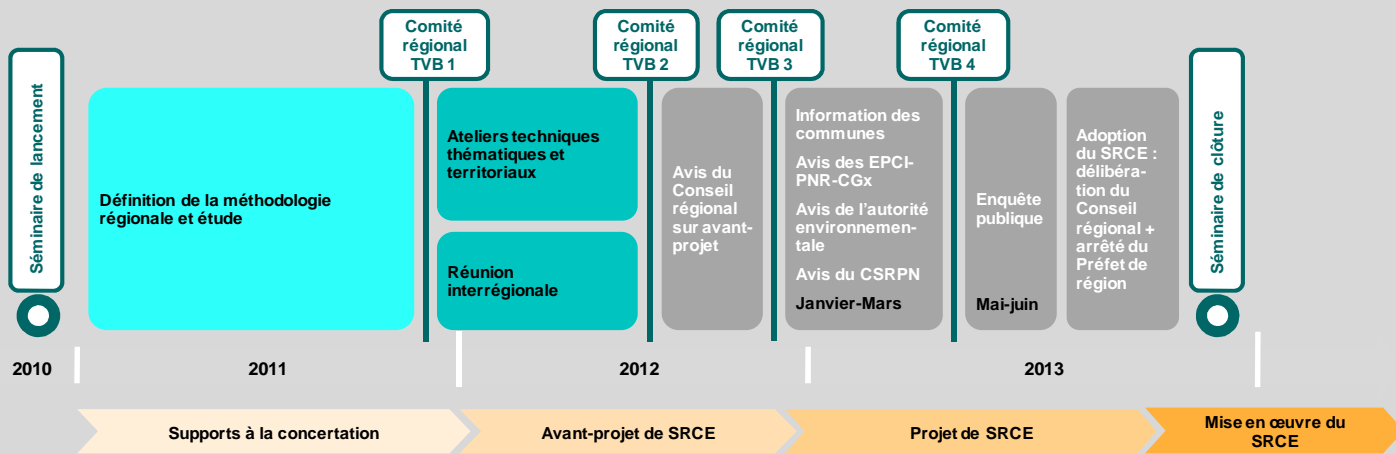 Séminaire de lancement
Comité
régional
TVB 1
Comité
régional
TVB 2
Comité
régional
TVB 3
Comité
régional
TVB 4
Séminaire de clôture
Définition de la méthodologie
régionale et étude
Ateliers techniques
thématiques et
territoriaux
Réunion
interrégionale
Avis du
Conseil
régional
sur avant-
projet
Information des
communes
Avis des EPCI-
PNR-CGx
Avis de l'autorité
environnemen-
tale
Avis du CSRPN
Janvier-Mars
Enquête
publique
Mai-juin
Adoption
du SRCE :
délibéra-
tion du
Conseil
régional +
arrêté du
Préfet de
région
2010
2011
2012
2013
Supports à la concertation
Avant-projet de SRCE
Projet de SRCE
Mise en œuvre du
SRCE